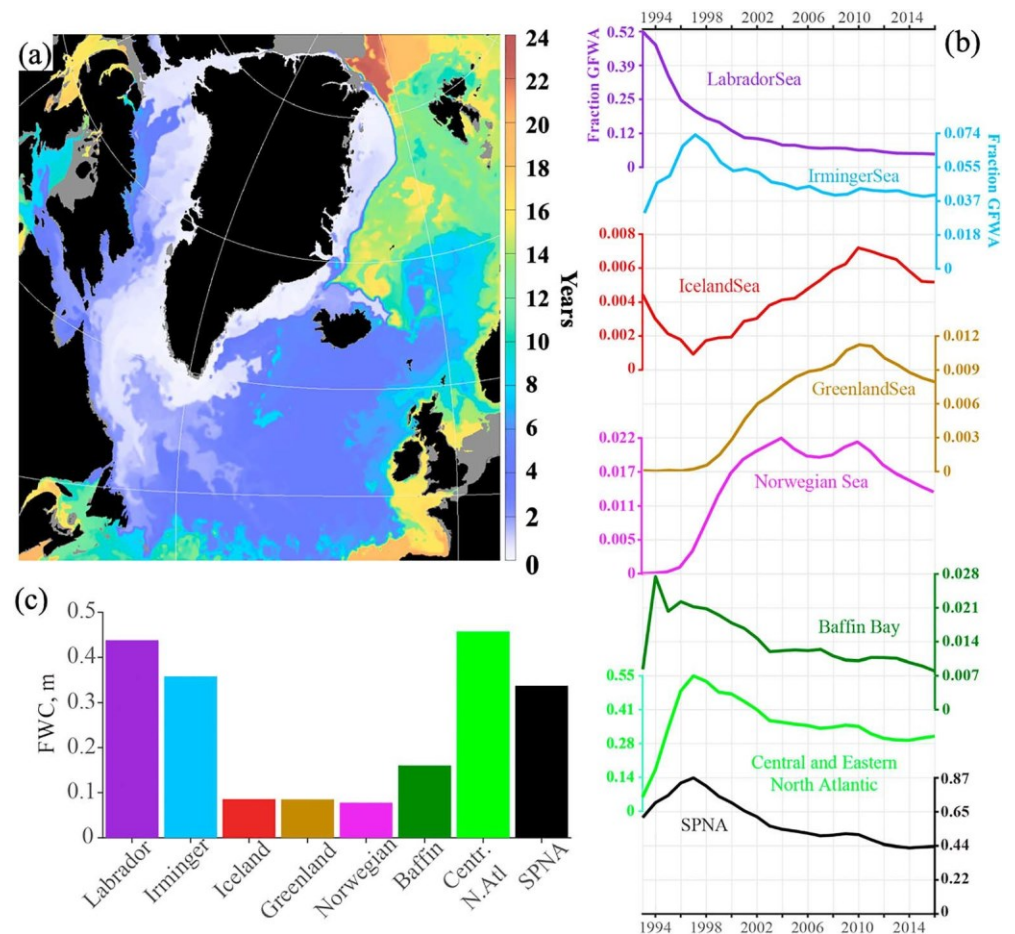 (a)
24
22
20
18
16
14
12
10
8
6
4
2
0
Years
(b)
1994 1998 2002 2006 2010 2014
Fraction GFWA
0.52
0.39
0.25
0.12
0
LabradorSea
0.074
0.055
0.037
0.018
0
Fraction GFWA
IrmingerSea
0.008
0.006
0.004
0.002
0
IcelandSea
0.012
0.009
0.006
0.003
0
GreenlandSea
0.022
0.017
0.011
0.005
0
Norwegian Sea
0.028
0.021
0.014
0.007
0
Baffin Bay
0.55
0.41
0.28
0.14
0
Central and Eastern
North Atlantic
0.87
0.65
0.44
0.22
0
SPNA
1994 1998 2002 2006 2010 2014
(c)
FWC, m
0.5
0.4
0.3
0.2
0.1
0
Labrador
Irminger
Iceland
Greenland
Norwegian
Baffin
Centr.
N.Atl
SPNA